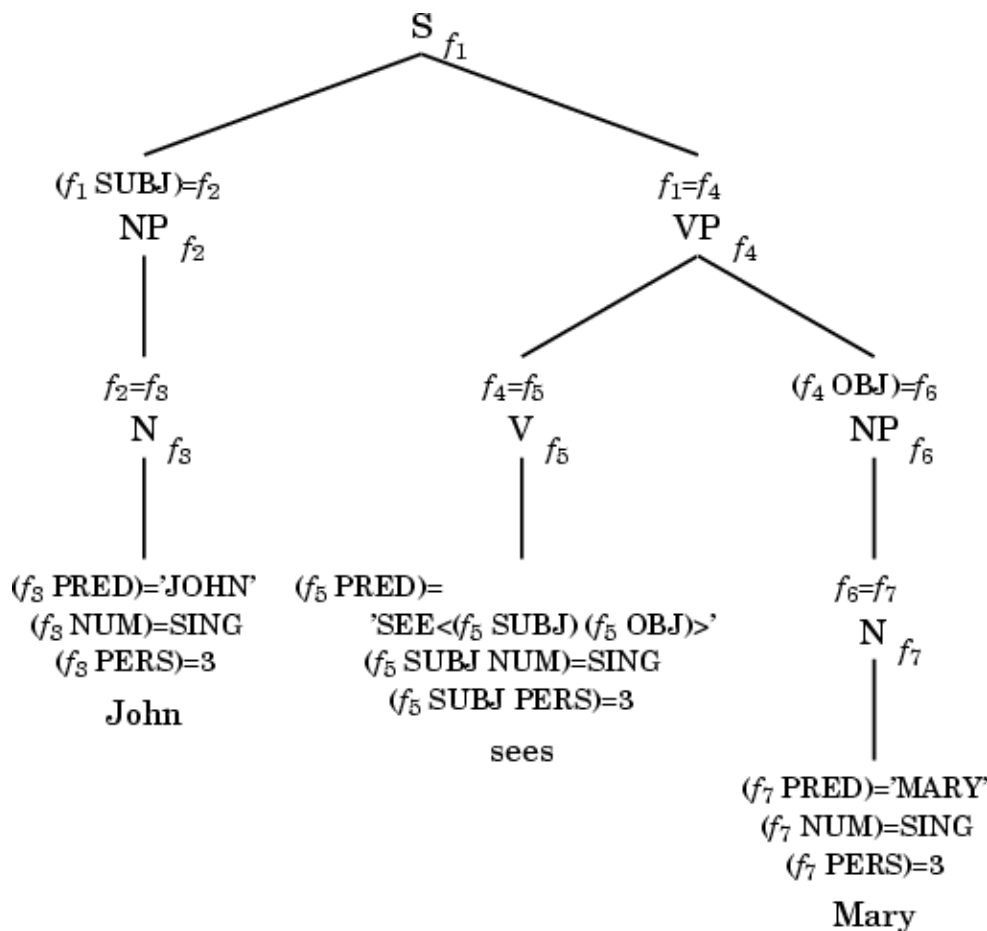 S f1
(f1 SUBJ)=f2 f1=f4
NP f2 VP f4
f2=f3 f4=f5 (f4 OBJ)=f6
N f3 V f5 NP f6
(f3 PRED)='JOHN' (f5 PRED)= f6=f7
(f3 NUM)=SING 'SEE<(f5 SUBJ) (f5 OBJ)>' N f7
(f3 PERS)=3 (f5 SUBJ NUM)=SING
John (f5 SUBJ PERS)=3
sees
(f7 PRED)='MARY'
(f7 NUM)=SING
(f7 PERS)=3
Mary